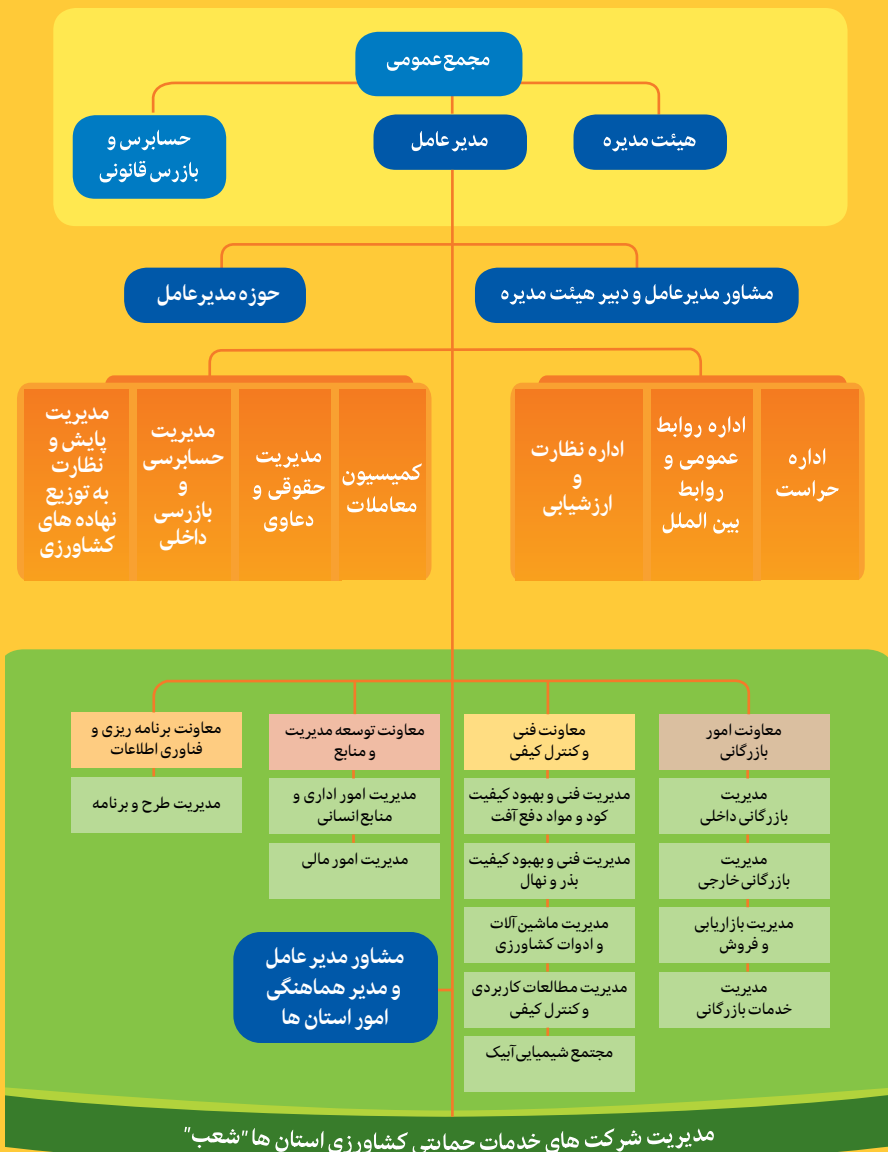 مجمع عمومی
هیئت مدیره
مدیر عامل
حسابرس و
بازرس قانونی
مشاور مدیرعامل و دبیر هیئت مدیره
حوزه مدیرعامل
اداره
حراست
اداره روابط
عمومی و
روابط
بین الملل
اداره نظارت
و
ارزشیابی
کمیسیون
معاملات
مدیریت
حقوقی و
دعاوی
مدیریت
حسابرسی
و
بازرسی
داخلی
مدیریت
پایش و
نظارت
به توزیع
نهاده های
کشاورزی
معاونت امور
بازرگانی
مدیریت
بازرگانی داخلی
مدیریت
بازرگانی خارجی
مدیریت بازاریابی
و فروش
مدیریت
خدمات بازرگانی
معاونت فنی
و کنترل کیفی
مدیریت فنی و بهبود کیفیت
کود و مواد دفع آفت
مدیریت فنی و بهبود کیفیت
بذر و نهال
مدیریت ماشین آلات
و ادوات کشاورزی
مدیریت مطالعات کاربردی
و کنترل کیفی
مجتمع شیمیایی آبیک
معاونت توسعه مدیریت
و منابع
مدیریت امور اداری و
منابع انسانی
مدیریت امور مالی
معاونت برنامه ریزی و
فناوری اطلاعات
مدیریت طرح و برنامه
مشاور مدیر عامل
و مدیر هماهنگی
امور استان ها
مدیریت شرکت های خدمات حمایتی کشاورزی استان ها "شعب"